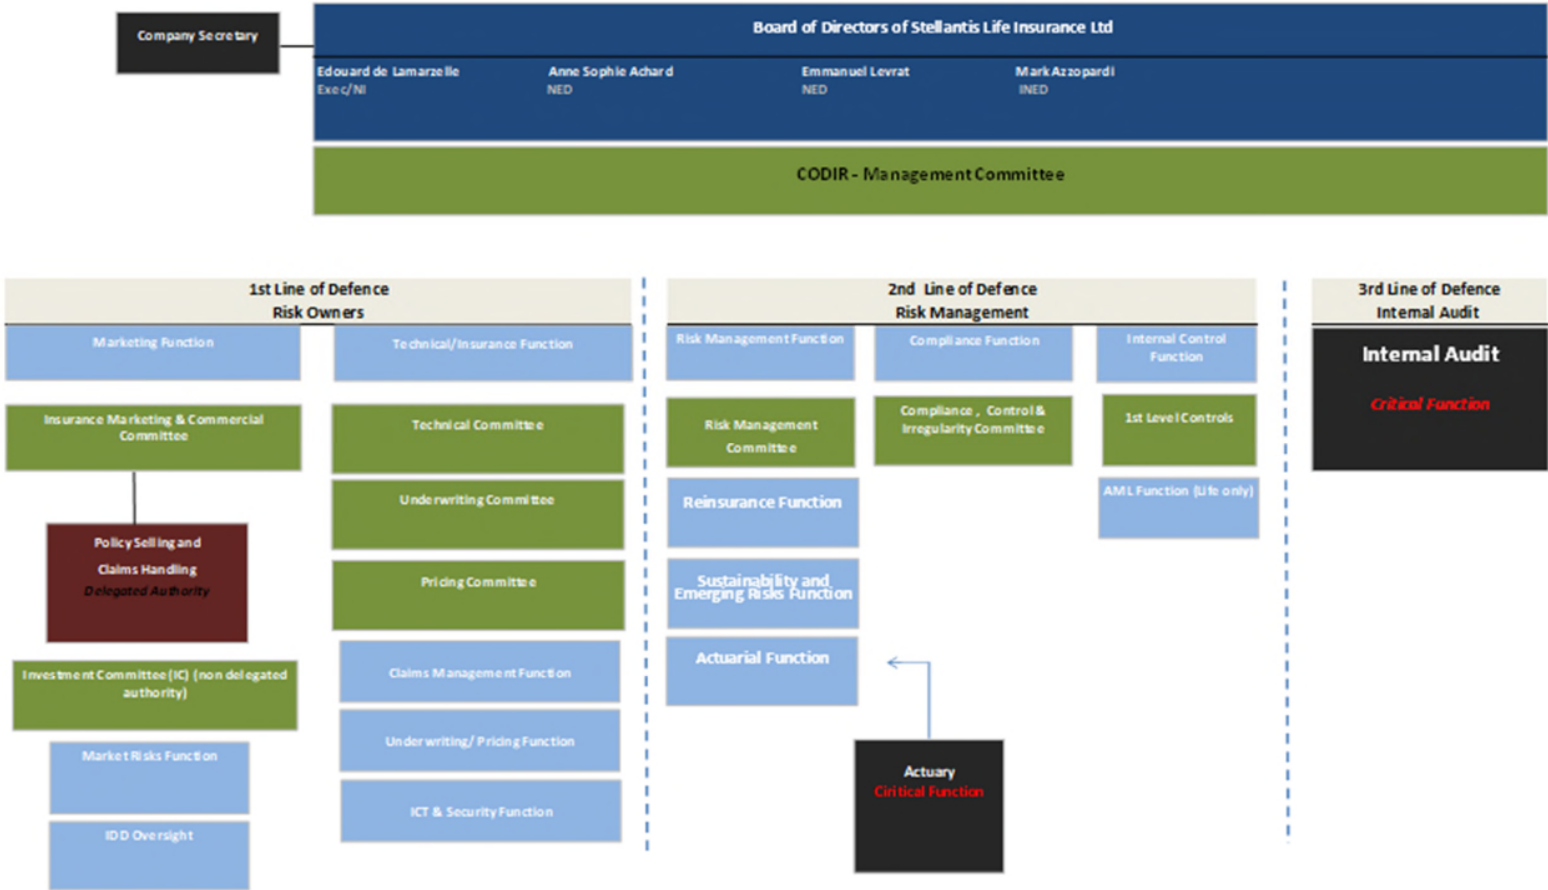 Company Secretary
Board of Directors of Stellantis Life Insurance Ltd
Edouard de Lamarzelle
Exec/NI
Anne Sophie Achard
NED
Emmanuel Levrat
NED
Mark Azzopardi
INED
CODIR - Management Committee
1st Line of Defence
Risk Owners
Marketing Function
Technical/Insurance Function
Insurance Marketing & Commercial
Committee
Policy Selling and
Claims Handling
Delegated Authority
Investment Committee (IC) (non delegated
authority)
Market Risks Function
IDD Oversight
Technical Committee
Underwriting Committee
Pricing Committee
Claims Management Function
Underwriting/ Pricing Function
ICT & Security Function
2nd Line of Defence
Risk Management
Risk Management Function
Compliance Function
Internal Control
Function
Risk Management
Committee
Compliance , Control &
Irregularity Committee
1st Level Controls
Reinsurance Function
AML Function (Life only)
Sustainability and
Emerging Risks Function
Actuarial Function
Actuary
Ciritical Function
3rd Line of Defence
Internal Audit
Internal Audit
Critical Function